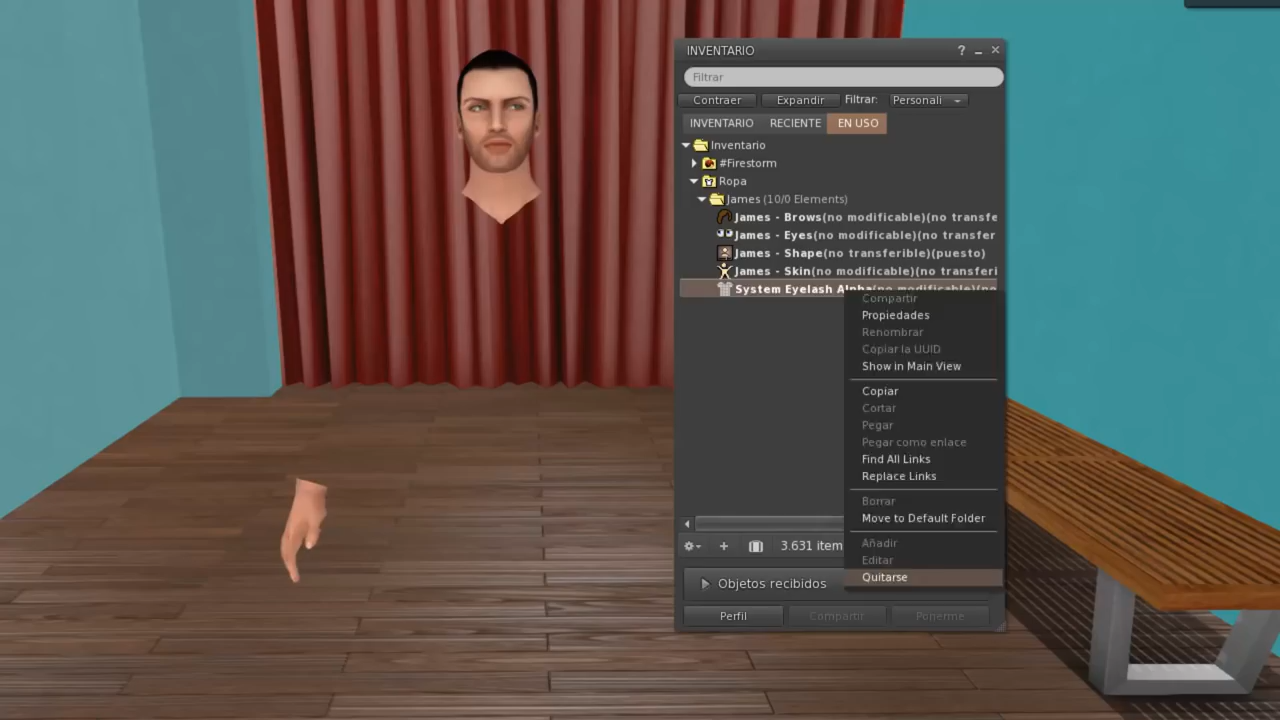 INVENTARIO
Filtrar
Contraer Expandir Filtrar: Personali
INVENTARIO RECIENTE EN USO
Inventario
#Firestorm
Ropa
James (10/0 Elements)
James - Brows(no modificable)(no transfe
James - Eyes(no modificable)(no transfer
James - Shape(no transferible)(puesto)
James - Skin(no modificable)(no transferi
System Eyelash Alpha(no modificable)(no
Compartir
Propiedades
Renombrar
Copiar la UUID
Show in Main View
Copiar
Cortar
Pegar
Pegar como enlace
Find All Links
Replace Links
Borrar
Move to Default Folder
Añadir
Editar
Quitarse
3.631 item
Objetos recibidos
Perfil Compartir Ponerme